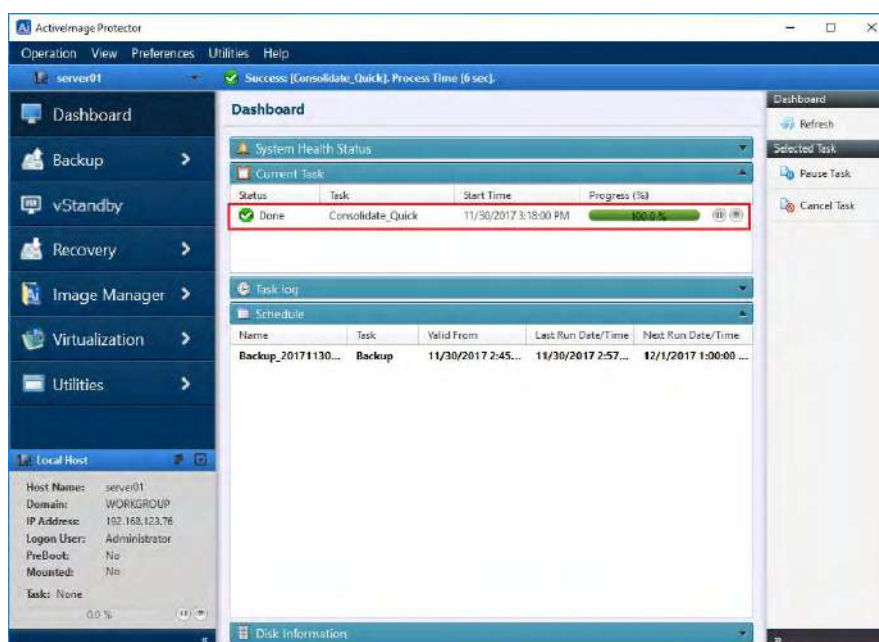 ActiveImage Protector
Operation View Preferences Utilities Help
server01
Success: [Consolidate_Quick]. Process Time [6 sec].
Dashboard
Backup
vStandby
Recovery
Image Manager
Virtualization
Utilities
Local Host
Host Name: server01
Domain: WORKGROUP
IP Address: 192.168.123.76
Logon User: Administrator
PreBoot: No
Mounted: No
Task: None
0.0 %
Dashboard
System Health Status
Current Task
Status Task Start Time Progress (%)
Done Consolidate_Quick 11/30/2017 3:18:00 PM 100.0 %
Task log
Schedule
Name Task Valid From Last Run Date/Time Next Run Date/Time
Backup_20171130... Backup 11/30/2017 2:45... 11/30/2017 2:57... 12/1/2017 1:00:00 ...
Disk Information
Dashboard
Refresh
Selected Task
Pause Task
Cancel Task